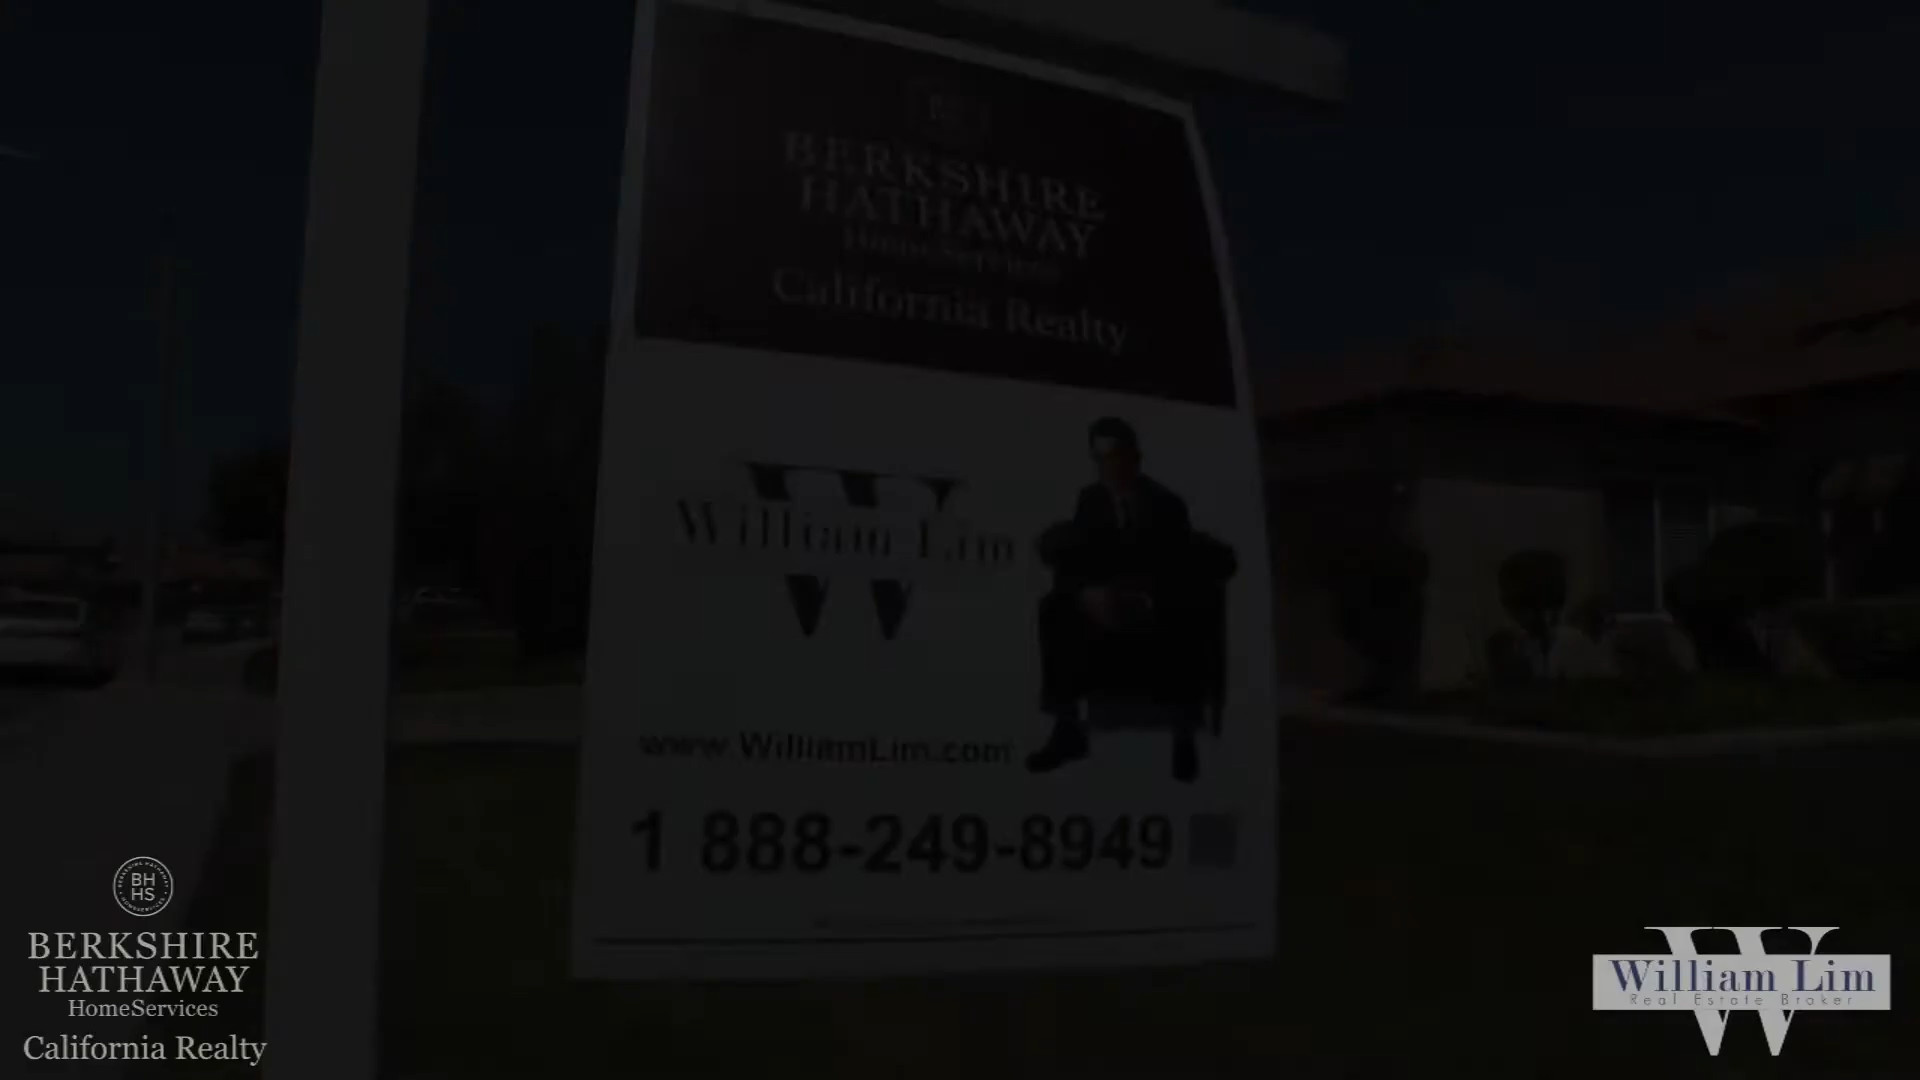 BERKSHIRE
HATHAWAY
HomeServices
California Realty
William Lim
www.WilliamLim.com
1 888-249-8949
BH
HS
BERKSHIRE
HATHAWAY
HomeServices
California Realty
William Lim
Real Estate Broker